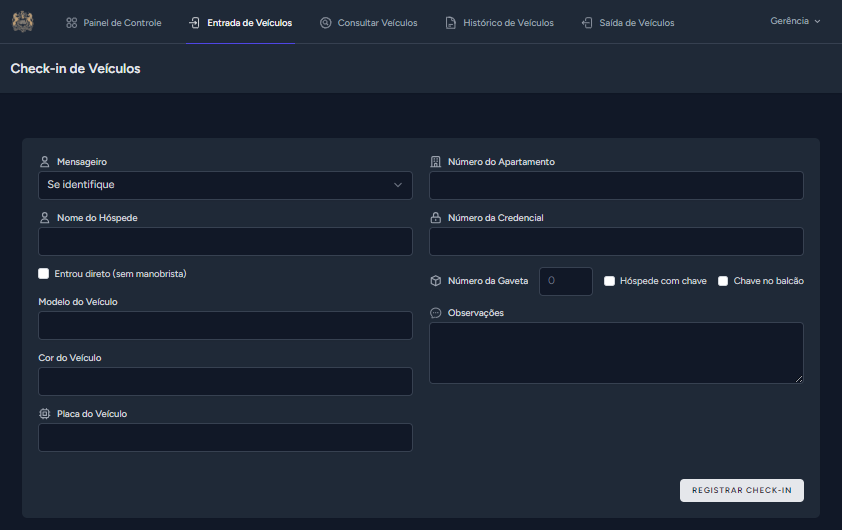 Painel de Controle
Entrada de Veículos
Consultar Veículos
Histórico de Veículos
Saída de Veículos
Gerência
Check-in de Veículos
Mensageiro
Se identifique
Nome do Hóspede
Entrou direto (sem manobrista)
Modelo do Veículo
Cor do Veículo
Placa do Veículo
Número do Apartamento
Número da Credencial
Número da Gaveta 0 Hóspede com chave Chave no balcão
Observações
REGISTRAR CHECK-IN